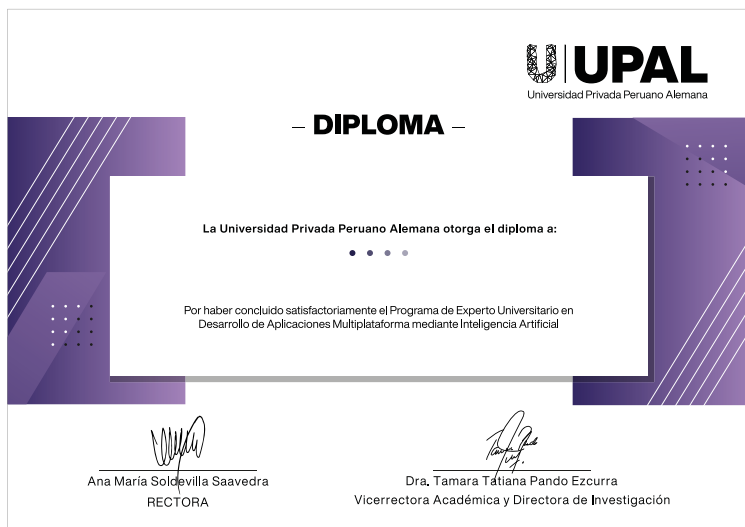 UPAL
Universidad Privada Peruano Alemana
– DIPLOMA –
La Universidad Privada Peruano Alemana otorga el diploma a:
Por haber concluido satisfactoriamente el Programa de Experto Universitario en
Desarrollo de Aplicaciones Multiplataforma mediante Inteligencia Artificial
Ana María Soldevilla Saavedra
RECTORA
Dra. Tamara Tatiana Pando Ezcurra
Vicerrectora Académica y Directora de Investigación